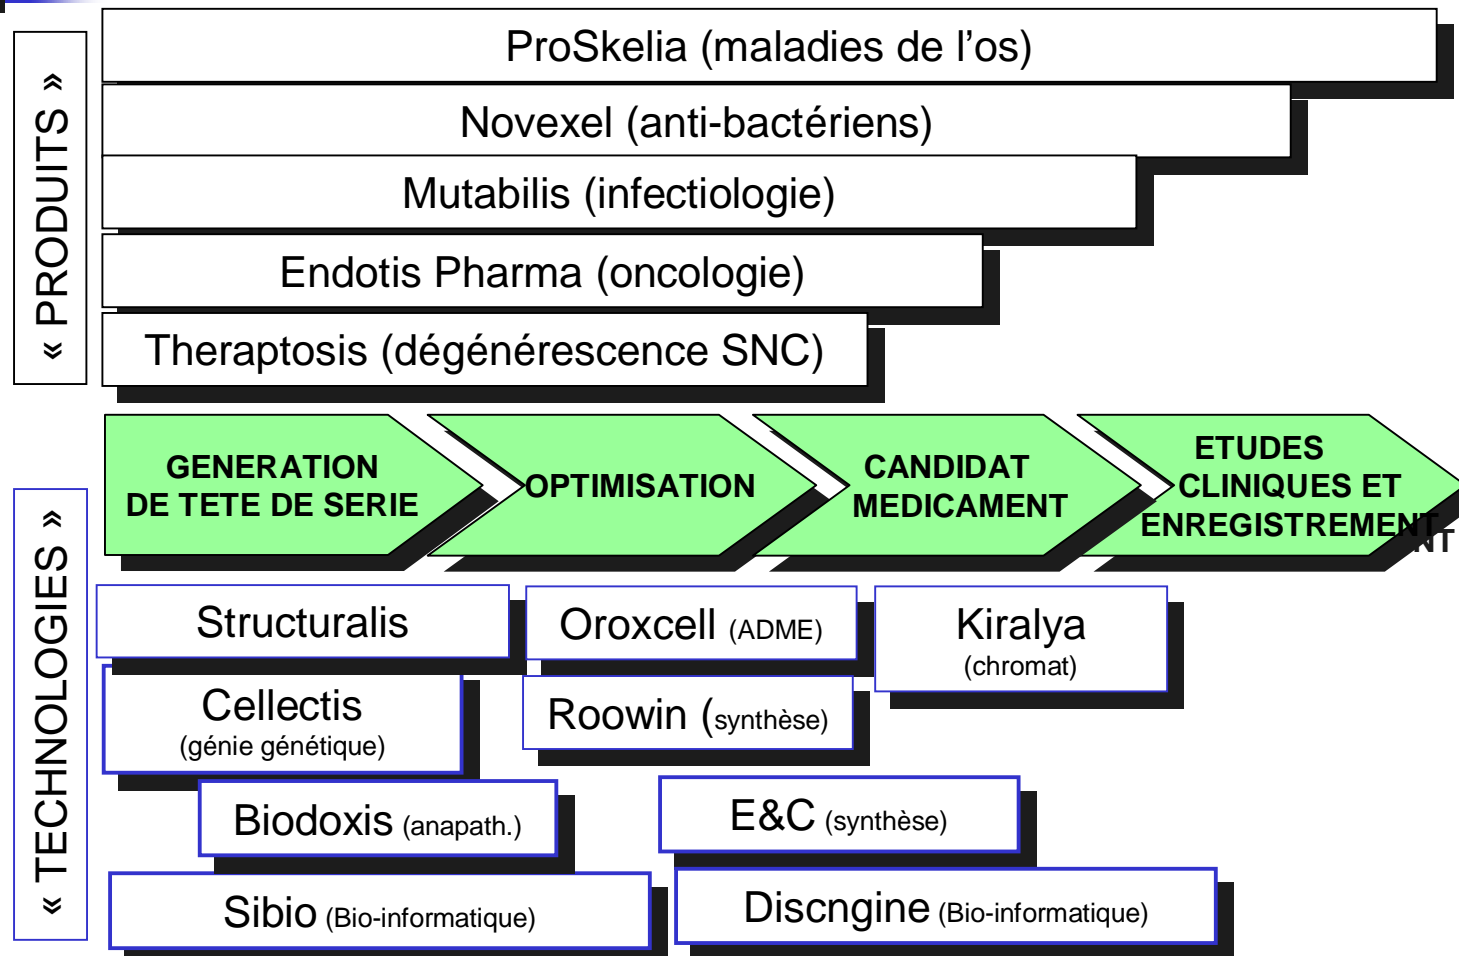 « PRODUITS »
ProSkelia (maladies de l’os)
Novexel (anti-bactériens)
Mutabilis (infectiologie)
Endotis Pharma (oncologie)
Theraptosis (dégénérescence SNC)
GENERATION
DE TETE DE SERIE
OPTIMISATION
CANDIDAT
MEDICAMENT
ETUDES
CLINIQUES ET
ENREGISTREMENT
« TECHNOLOGIES »
Structuralis
Oroxcell (ADME)
Kiralya
(chromat)
Cellectis
(génie génétique)
Roowin (synthèse)
Biodoxis (anapath.)
E&C (synthèse)
Sibio (Bio-informatique)
Discngine (Bio-informatique)